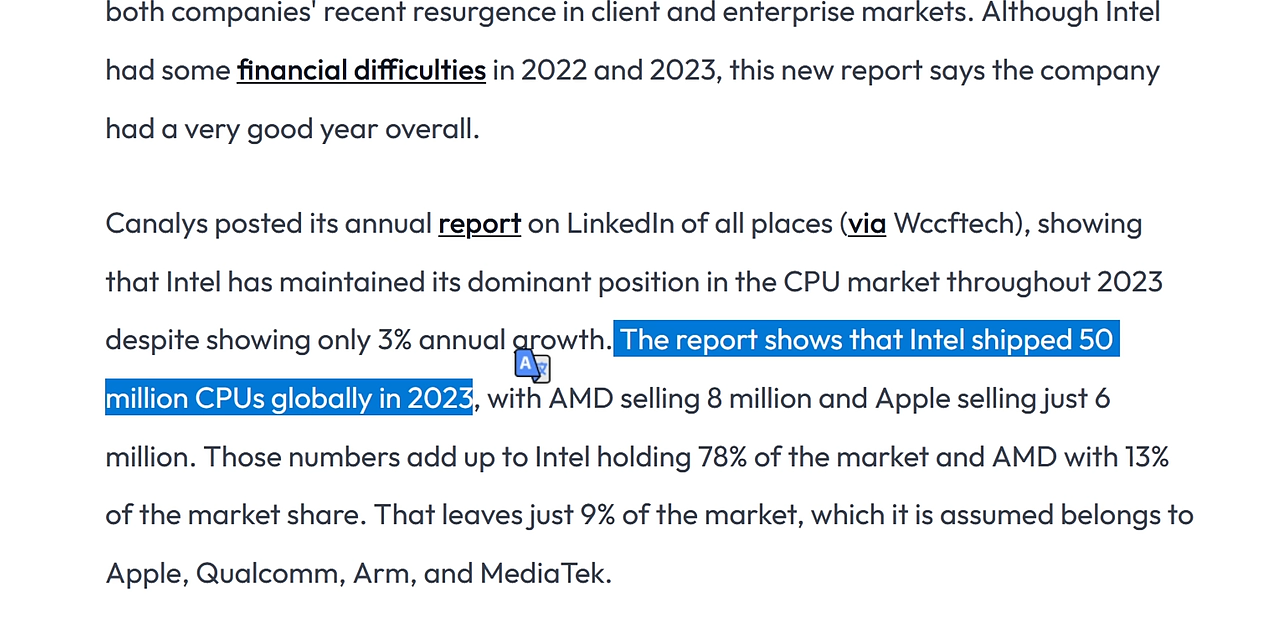 both companies' recent resurgence in client and enterprise markets. Although Intel
had some financial difficulties in 2022 and 2023, this new report says the company
had a very good year overall.
Canalys posted its annual report on LinkedIn of all places (via Wccftech), showing
that Intel has maintained its dominant position in the CPU market throughout 2023
despite showing only 3% annual growth. The report shows that Intel shipped 50
million CPUs globally in 2023, with AMD selling 8 million and Apple selling just 6
million. Those numbers add up to Intel holding 78% of the market and AMD with 13%
of the market share. That leaves just 9% of the market, which it is assumed belongs to
Apple, Qualcomm, Arm, and MediaTek.